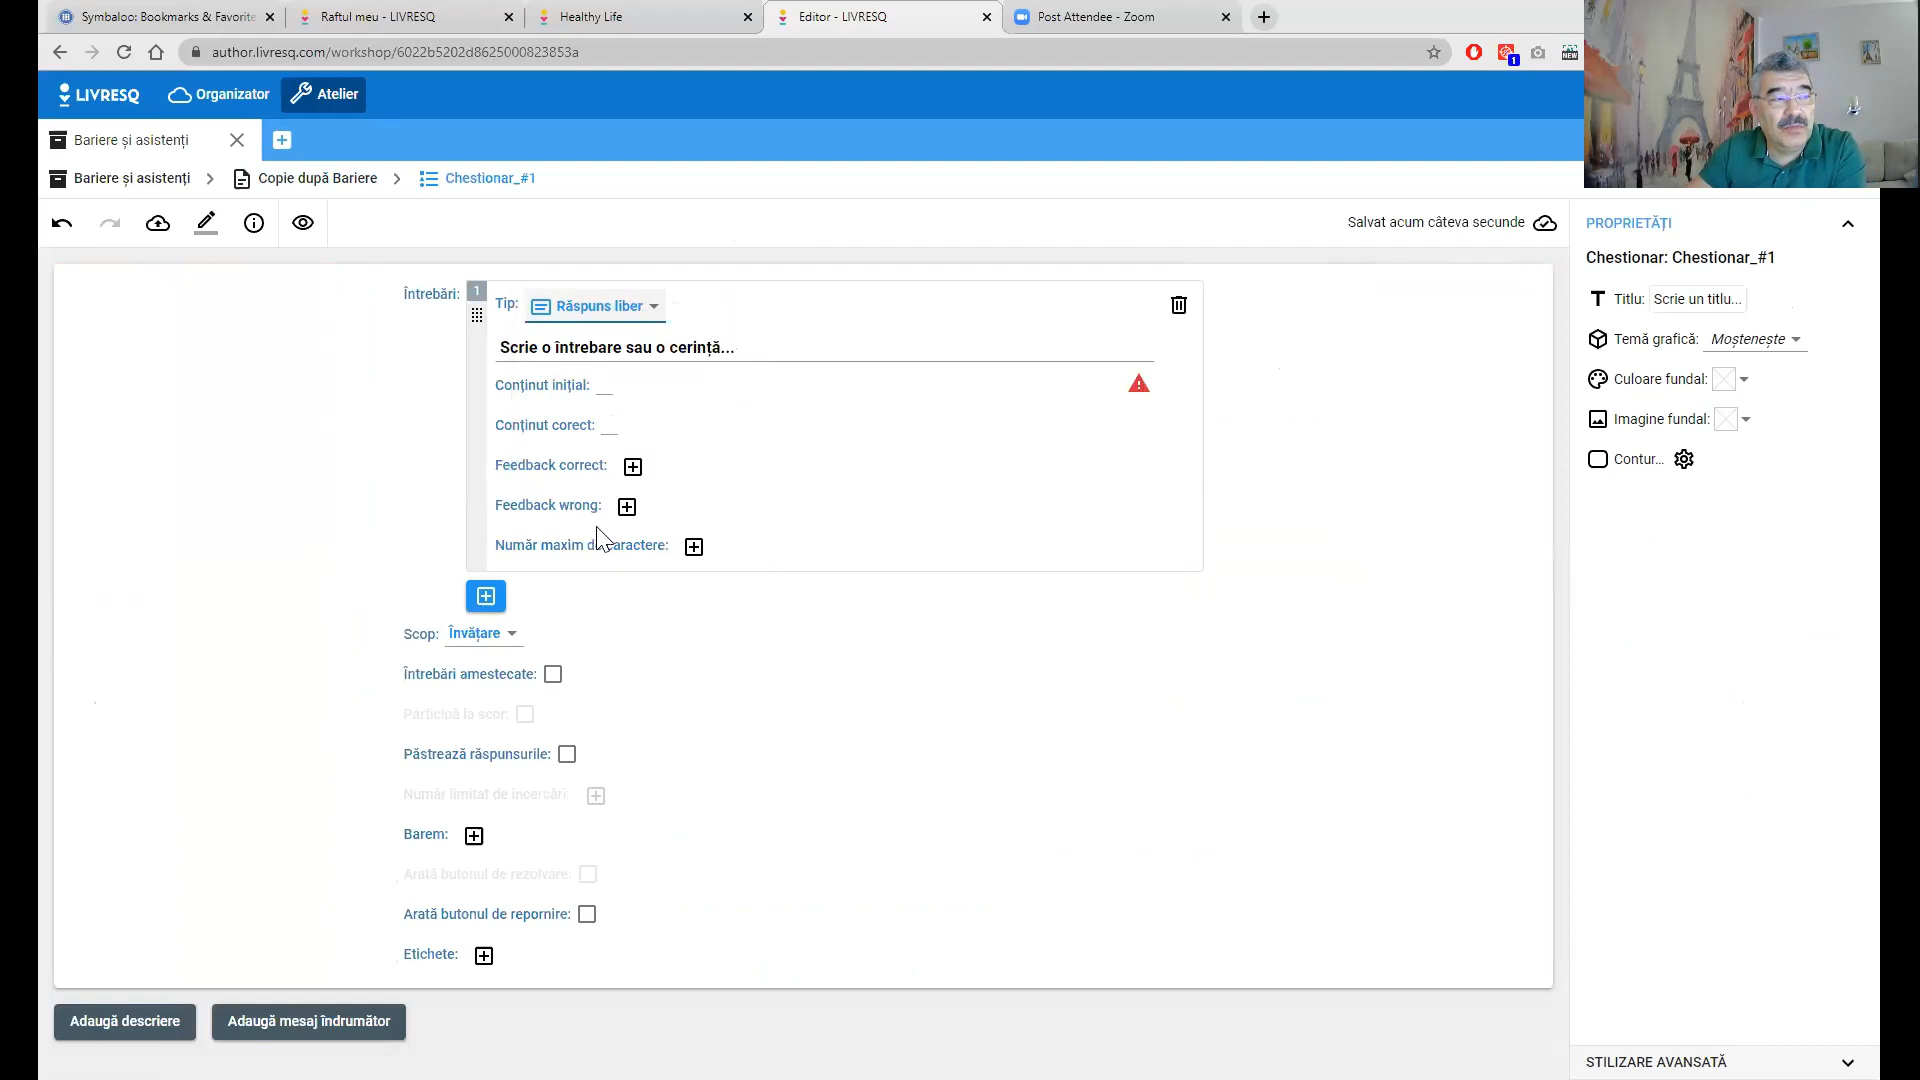 Symbaloo: Bookmarks & Favorite
Raftul meu - LIVRESQ
Healthy Life
Editor - LIVRESQ
Post Attendee - Zoom
author.livresq.com/workshop/6022b5202d8625000823853a
1
NEW
LIVRESQ
Organizator
Atelier
Bariere și asistenți
Bariere și asistenți
Copie după Bariere
Chestionar_#1
Salvat acum câteva secunde
PROPRIETĂȚI
Chestionar: Chestionar_#1
Titlu: Scrie un titlu...
Temă grafică: Moștenește
Culoare fundal:
Imagine fundal:
Contur...
Întrebări:
1
Tip: Răspuns liber
Scrie o întrebare sau o cerință...
Conținut inițial:
Conținut corect:
Feedback correct:
Feedback wrong:
Număr maxim d aractere:
Scop: Învățare
Întrebări amestecate:
Participă la scor:
Păstrează răspunsurile:
Număr limitat de încercări:
Barem:
Arată butonul de rezolvare:
Arată butonul de repornire:
Etichete:
Adaugă descriere
Adaugă mesaj îndrumător
STILIZARE AVANSATĂ